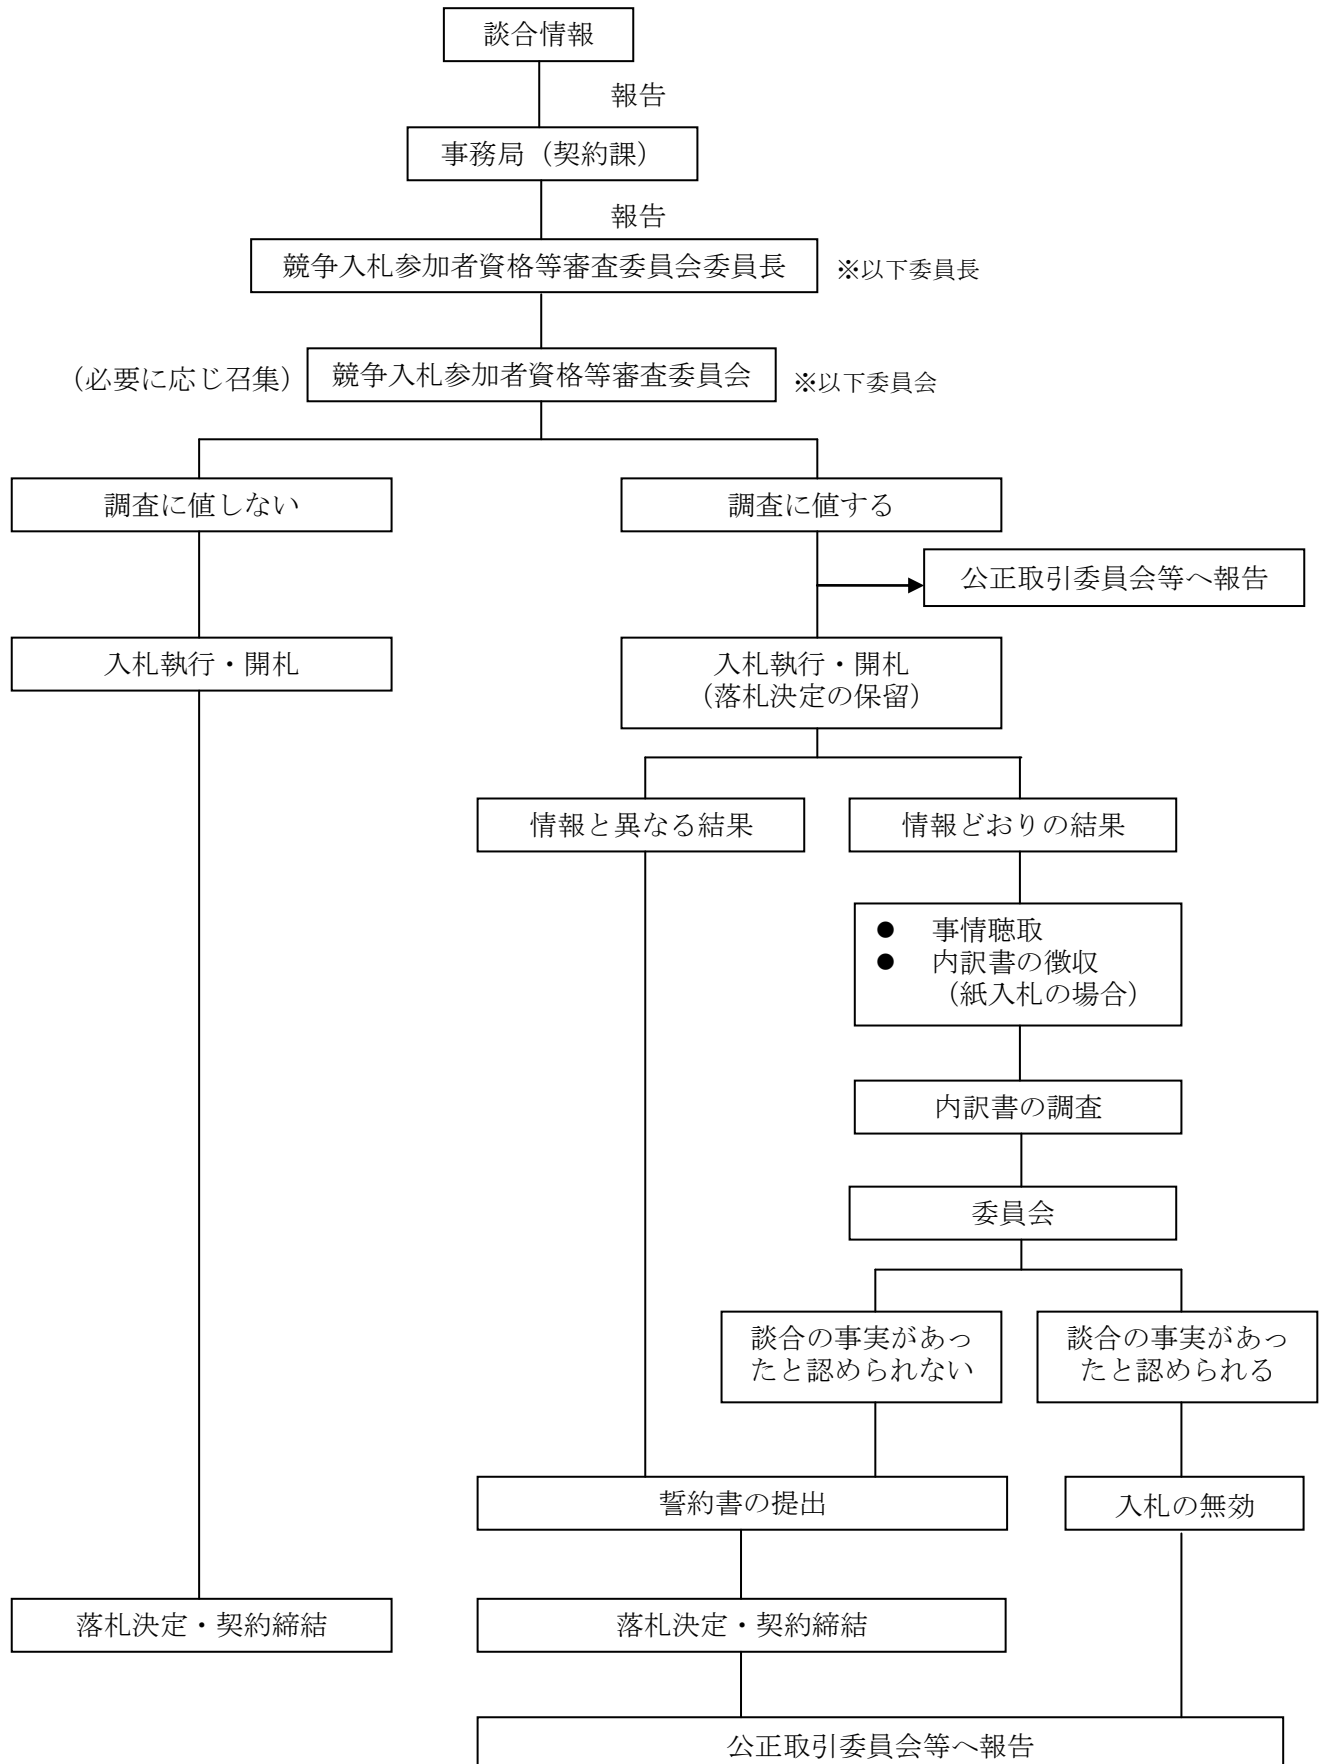 談合情報
報告
事務局（契約課）
報告
競争入札参加者資格等審査委員会委員長
※以下委員長
（必要に応じ召集）
競争入札参加者資格等審査委員会
※以下委員会
調査に値しない
調査に値する
公正取引委員会等へ報告
入札執行・開札
入札執行・開札
（落札決定の保留）
情報と異なる結果
情報どおりの結果
● 事情聴取
● 内訳書の徴収
（紙入札の場合）
内訳書の調査
委員会
談合の事実があっ
たと認められない
談合の事実があっ
たと認められる
誓約書の提出
入札の無効
落札決定・契約締結
落札決定・契約締結
公正取引委員会等へ報告